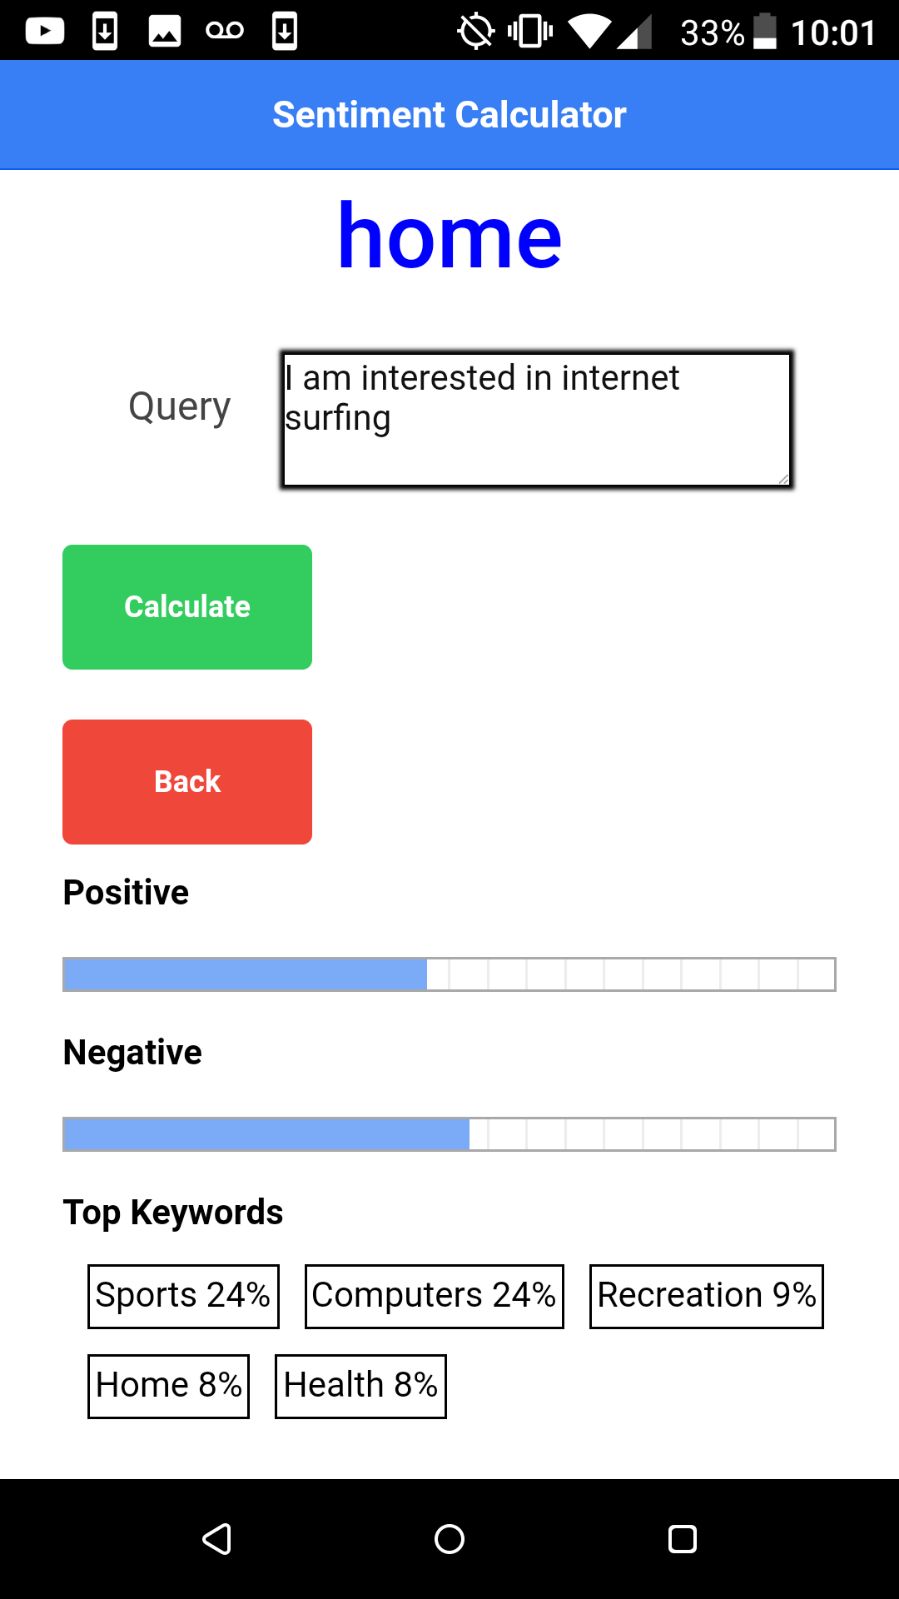 33% 10:01
Sentiment Calculator
home
Query
I am interested in internet
surfing
Calculate
Back
Positive
Negative
Top Keywords
Sports 24% Computers 24% Recreation 9%
Home 8% Health 8%